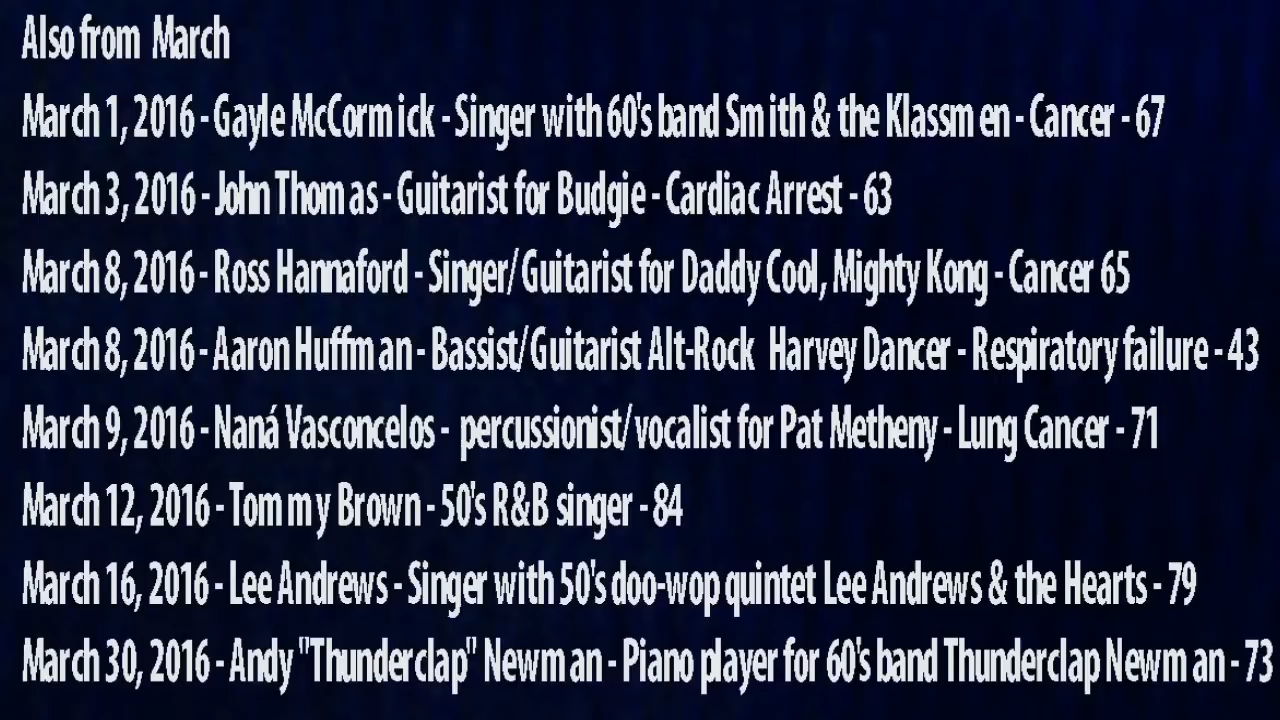 Also from March
March 1, 2016 - Gayle McCormick - Singer with 60's band Smith & the Klassmen - Cancer - 67
March 3, 2016 - John Thomas - Guitarist for Budgie - Cardiac Arrest - 63
March 8, 2016 - Ross Hannaford - Singer/Guitarist for Daddy Cool, Mighty Kong - Cancer 65
March 8, 2016 - Aaron Huffman - Bassist/Guitarist Alt-Rock Harvey Dancer - Respiratory failure - 43
March 9, 2016 - Naná Vasconcelos - percussionist/vocalist for Pat Metheny - Lung Cancer - 71
March 12, 2016 - Tommy Brown - 50's R&B singer - 84
March 16, 2016 - Lee Andrews - Singer with 50's doo-wop quintet Lee Andrews & the Hearts - 79
March 30, 2016 - Andy "Thunderclap" Newman - Piano player for 60's band Thunderclap Newman - 73